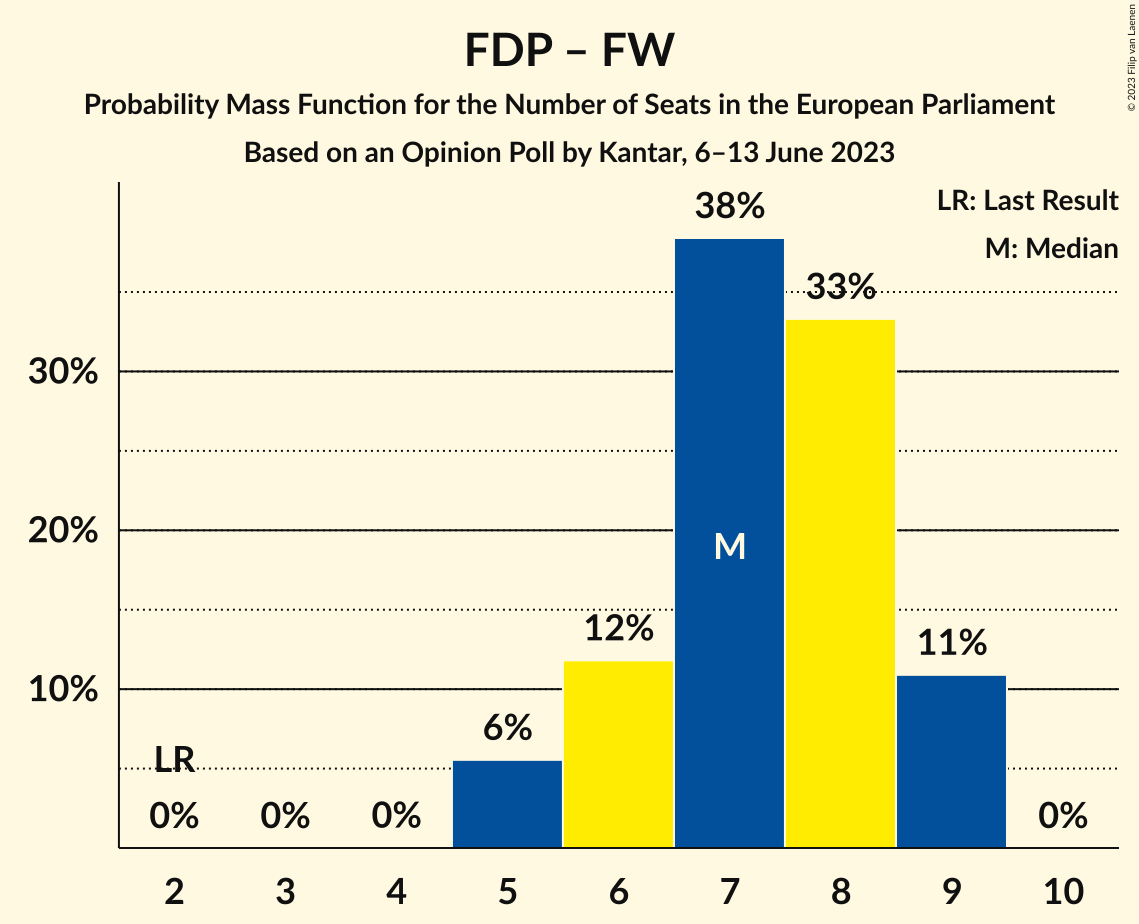 FDP – FW
Probability Mass Function for the Number of Seats in the European Parliament
Based on an Opinion Poll by Kantar, 6–13 June 2023
© 2023 Filip van Laenen
LR: Last Result
M: Median
38%
33%
30%
20%
M
12%
11%
10%
6%
LR
0%
0%
0%
0%
2 3 4 5 6 7 8 9 10